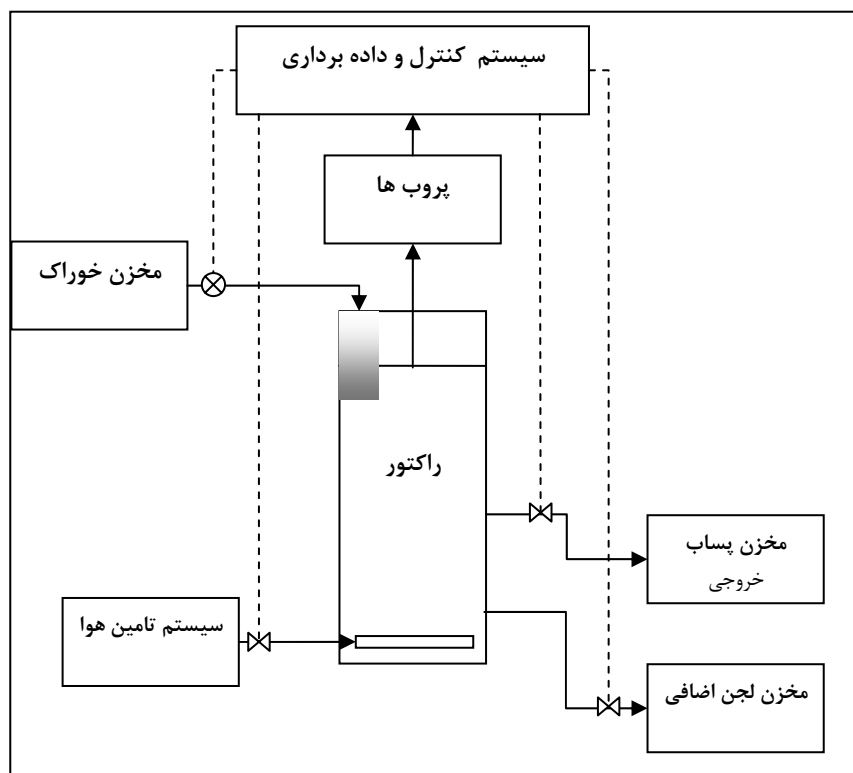 سیستم کنترل و داده برداری
پروب ها
مخزن خوراک
راکتور
مخزن پساب
خروجی
سیستم تامین هوا
مخزن لجن اضافی